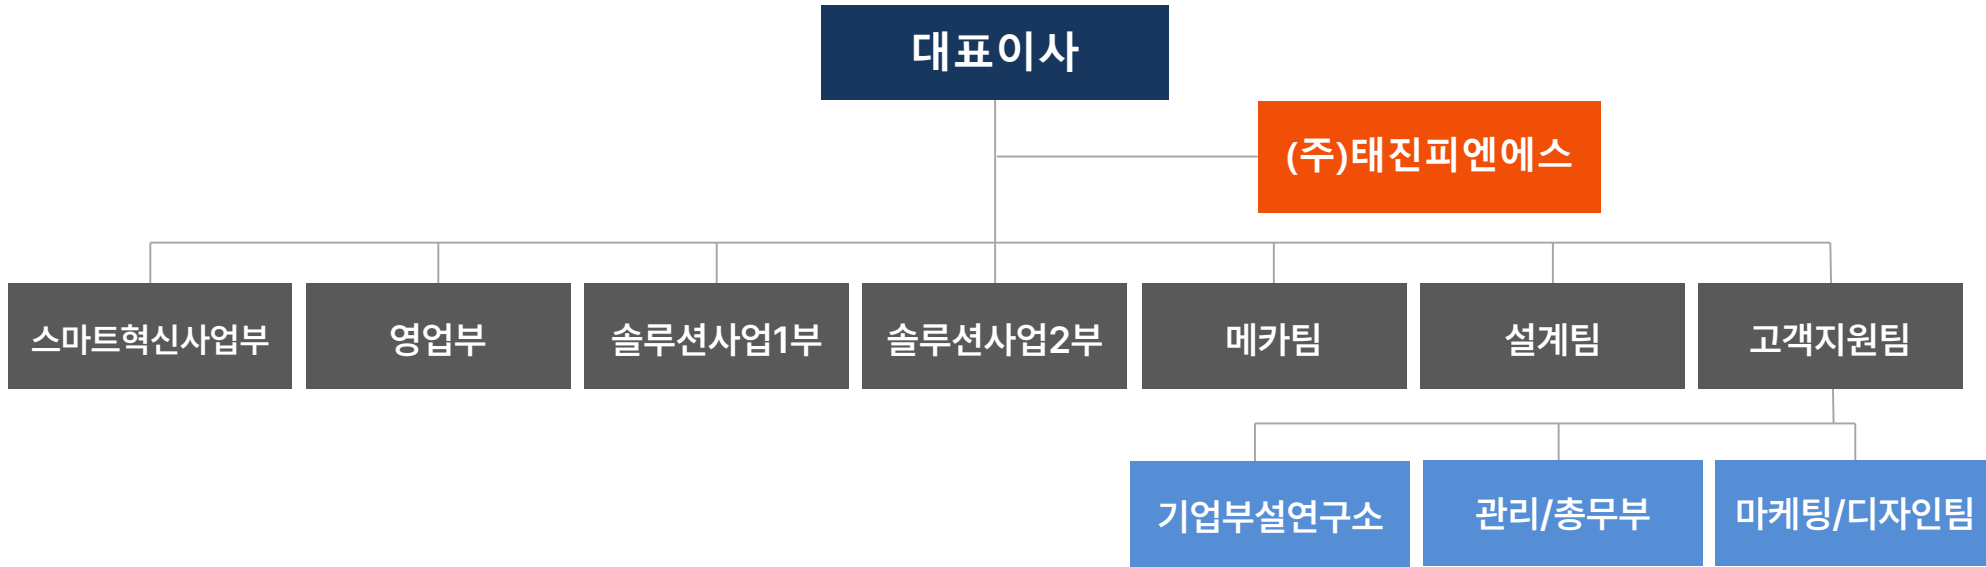 대표이사
(주)태진피엔에스
스마트혁신사업부
영업부
솔루션사업1부
솔루션사업2부
메카팀
설계팀
고객지원팀
기업부설연구소
관리/총무부
마케팅/디자인팀